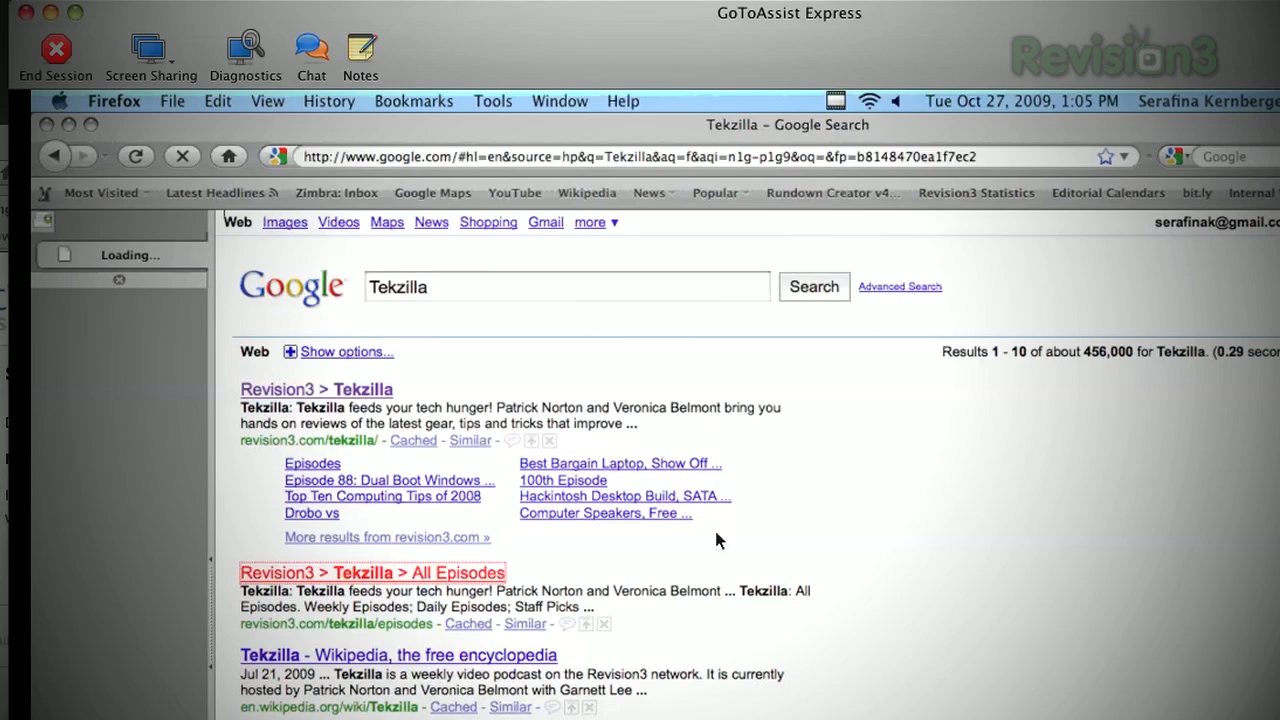 GoToAssist Express
Revision3
End Session Screen Sharing Diagnostics Chat Notes
Firefox File Edit View History Bookmarks Tools Window Help Tue Oct 27, 2009, 1:05 PM Serafina Kernberge
Tekzilla – Google Search
http://www.google.com/#hl=en&source=hp&q=Tekzilla&aq=f&aqi=n1g-p1g9&oq=&fp=b8148470ea1f7ec2 Google
Most Visited Latest Headlines Zimbra: Inbox Google Maps YouTube Wikipedia News Popular Rundown Creator v4... Revision3 Statistics Editorial Calendars bit.ly Internal
Web Images Videos Maps News Shopping Gmail more ▼ serafinak@gmail.co
Loading...
Google Tekzilla Search Advanced Search
Web Show options... Results 1 - 10 of about 456,000 for Tekzilla. (0.29 secor
Revision3 > Tekzilla
Tekzilla: Tekzilla feeds your tech hunger! Patrick Norton and Veronica Belmont bring you
hands on reviews of the latest gear, tips and tricks that improve ...
revision3.com/tekzilla/ - Cached - Similar -
Episodes Best Bargain Laptop, Show Off ...
Episode 88: Dual Boot Windows ... 100th Episode
Top Ten Computing Tips of 2008 Hackintosh Desktop Build, SATA ...
Drobo vs Computer Speakers, Free ...
More results from revision3.com »
Revision3 > Tekzilla > All Episodes
Tekzilla: Tekzilla feeds your tech hunger! Patrick Norton and Veronica Belmont ... Tekzilla: All
Episodes. Weekly Episodes; Daily Episodes; Staff Picks ...
revision3.com/tekzilla/episodes - Cached - Similar -
Tekzilla - Wikipedia, the free encyclopedia
Jul 21, 2009 ... Tekzilla is a weekly video podcast on the Revision3 network. It is currently
hosted by Patrick Norton and Veronica Belmont with Garnett Lee ...
en.wikipedia.org/wiki/Tekzilla - Cached - Similar -